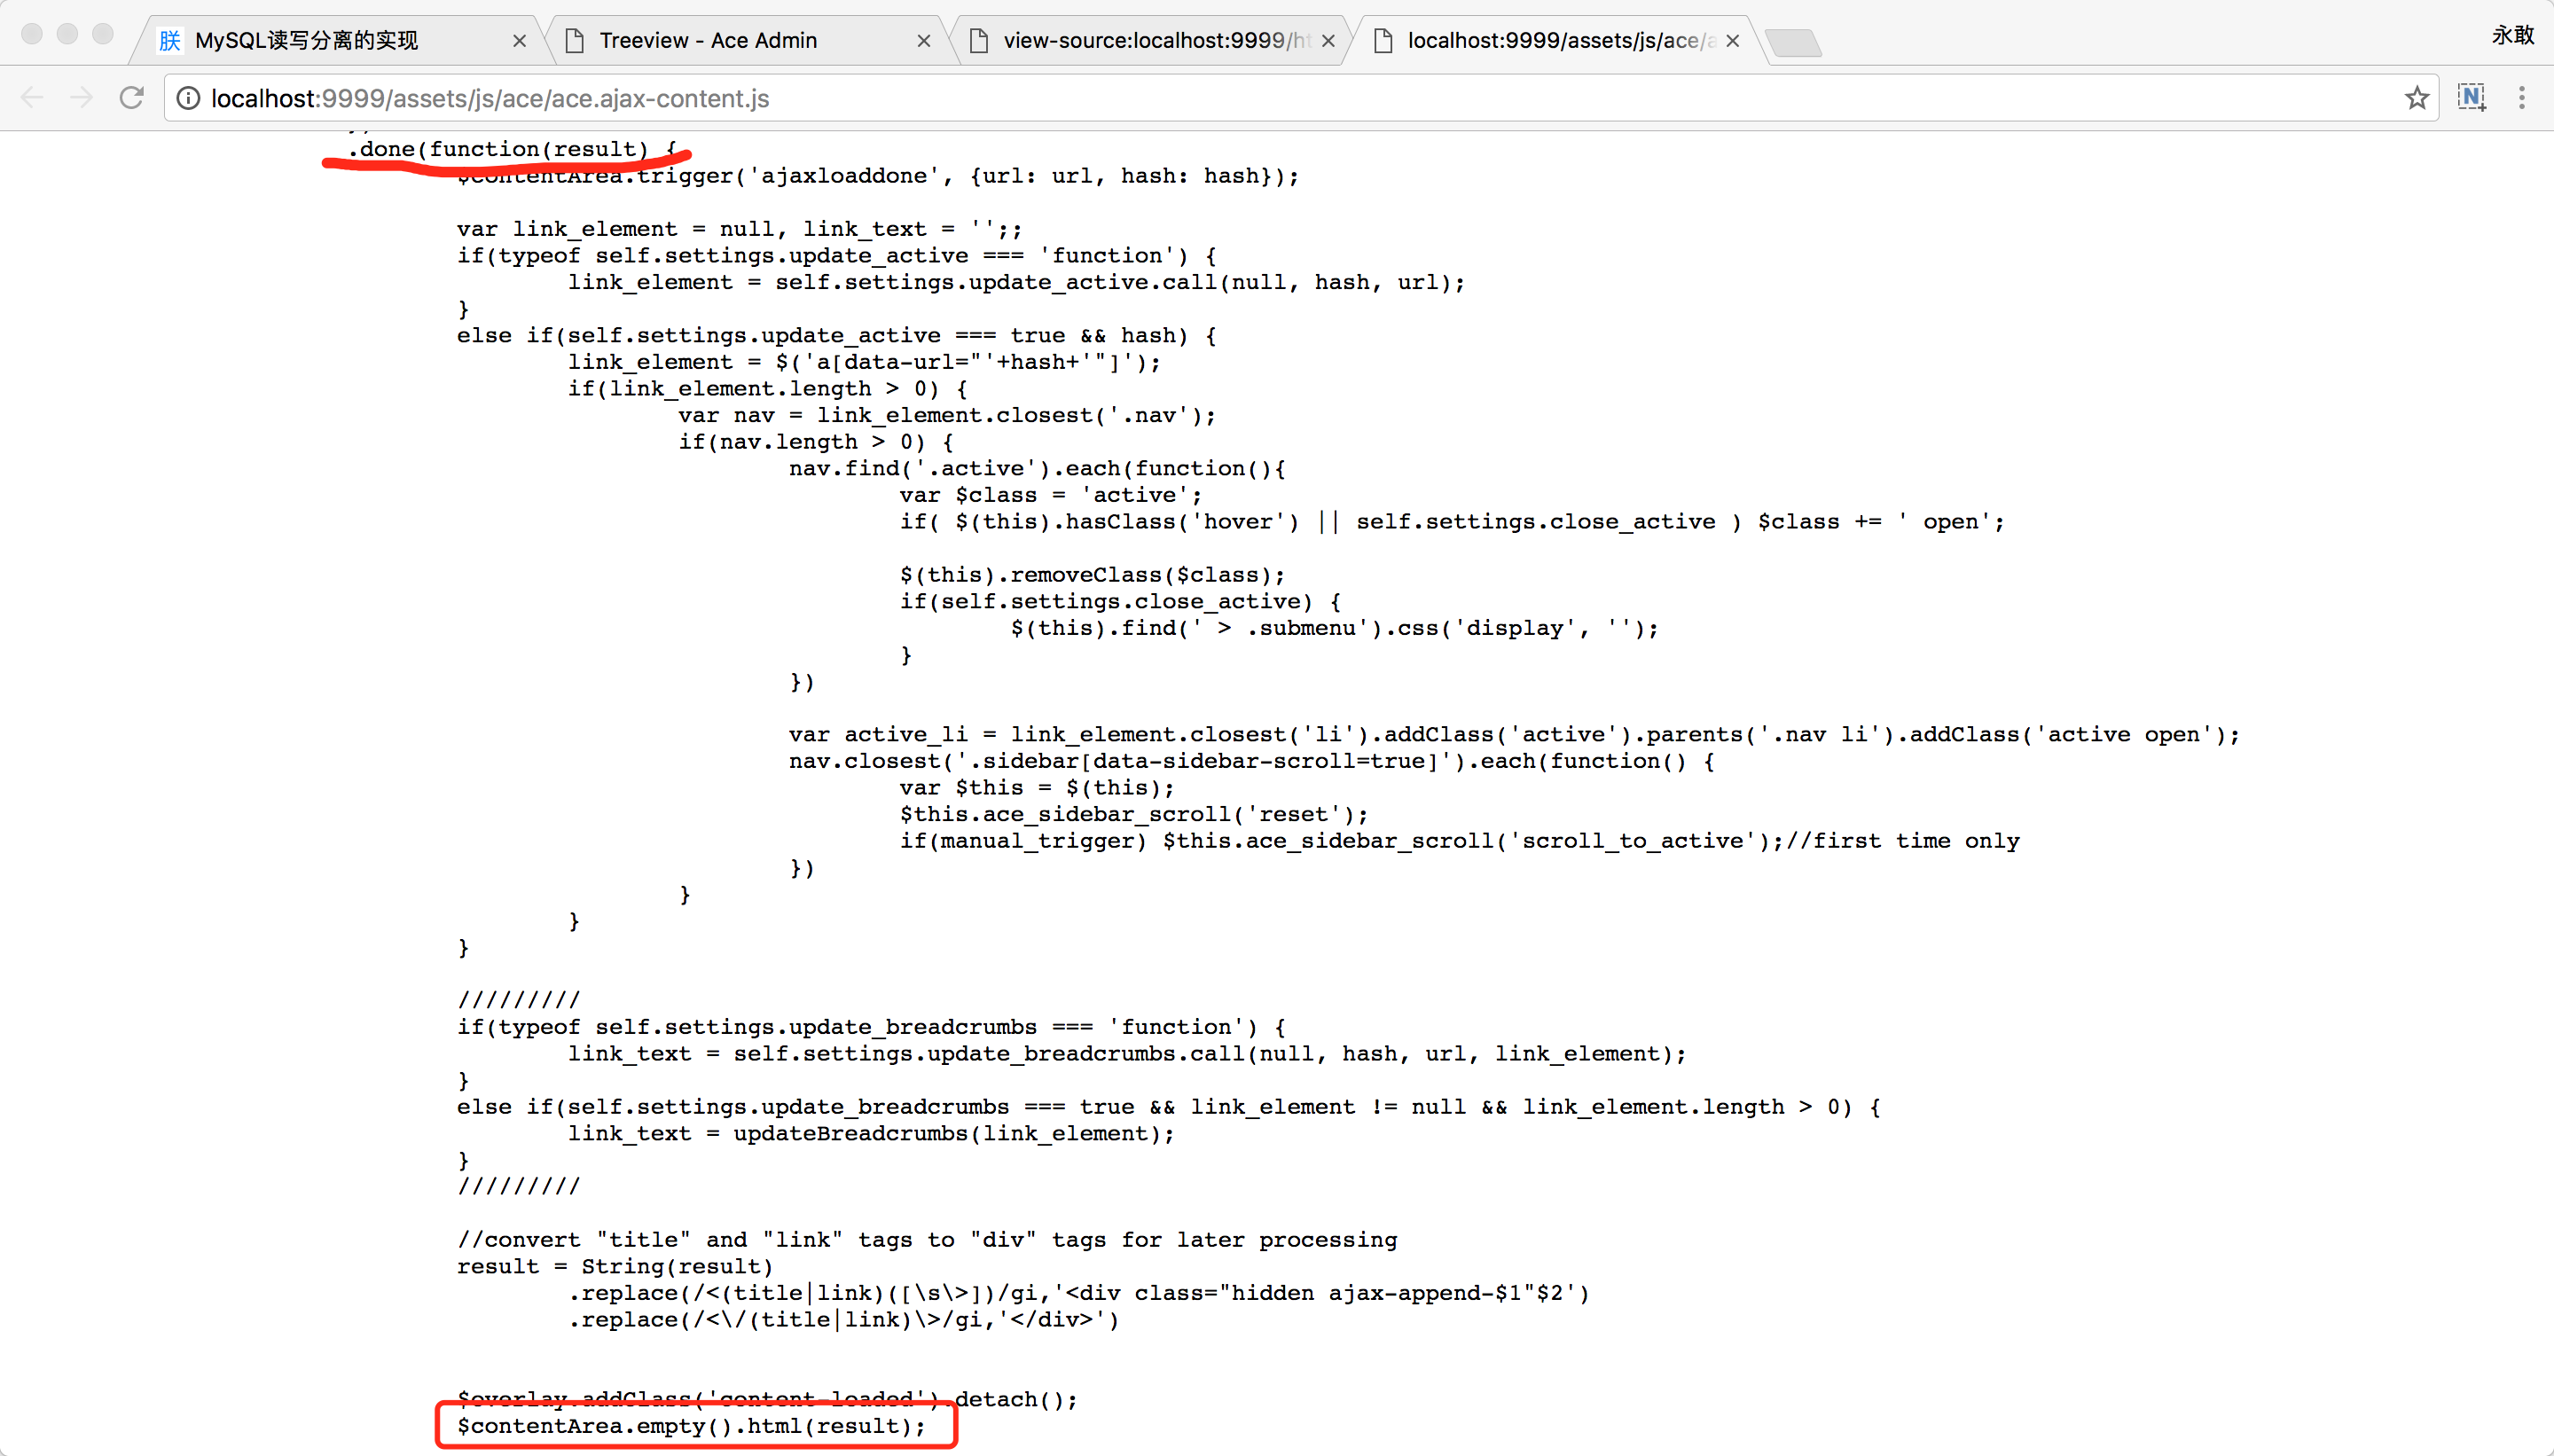 MySQL读写分离的实现
Treeview - Ace Admin
view-source:localhost:9999/ht
localhost:9999/assets/js/ace/a
永敢
localhost:9999/assets/js/ace/ace.ajax-content.js
.done(function(result) {
$contentArea.trigger('ajaxloaddone', {url: url, hash: hash});
var link_element = null, link_text = '';;
if(typeof self.settings.update_active === 'function') {
link_element = self.settings.update_active.call(null, hash, url);
}
else if(self.settings.update_active === true && hash) {
link_element = $('a[data-url="'+hash+'"]');
if(link_element.length > 0) {
var nav = link_element.closest('.nav');
if(nav.length > 0) {
nav.find('.active').each(function(){
var $class = 'active';
if( $(this).hasClass('hover') || self.settings.close_active ) $class += ' open';
$(this).removeClass($class);
if(self.settings.close_active) {
$(this).find(' > .submenu').css('display', '');
}
})
var active_li = link_element.closest('li').addClass('active').parents('.nav li').addClass('active open');
nav.closest('.sidebar[data-sidebar-scroll=true]').each(function() {
var $this = $(this);
$this.ace_sidebar_scroll('reset');
if(manual_trigger) $this.ace_sidebar_scroll('scroll_to_active');//first time only
})
}
}
}
/////////
if(typeof self.settings.update_breadcrumbs === 'function') {
link_text = self.settings.update_breadcrumbs.call(null, hash, url, link_element);
}
else if(self.settings.update_breadcrumbs === true && link_element != null && link_element.length > 0) {
link_text = updateBreadcrumbs(link_element);
}
/////////
//convert "title" and "link" tags to "div" tags for later processing
result = String(result)
.replace(/<(title|link)([\s\>])/gi,'<div class="hidden ajax-append-$1"$2')
.replace(/<\/(title|link)\>/gi,'</div>')
$overlay.addClass('content-loaded').detach();
$contentArea.empty().html(result);